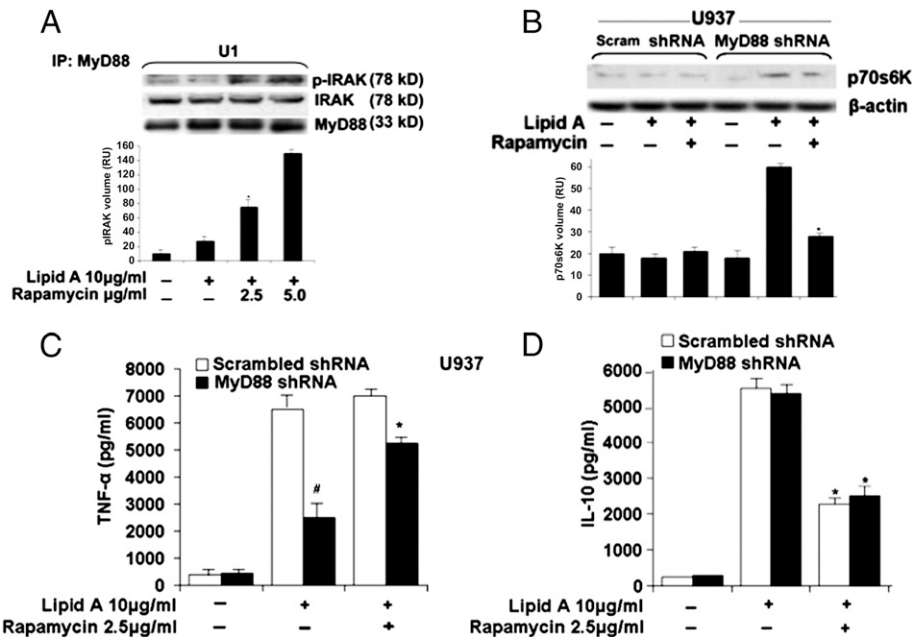 A
IP: MyD88
U1
p-IRAK (78 kD)
IRAK (78 kD)
MyD88 (33 kD)
pIRAK volume (RU)
160
140
120
100
80
60
40
20
0
*
Lipid A 10µg/ml – + + +
Rapamycin µg/ml – – 2.5 5.0
B
U937
Scram shRNA MyD88 shRNA
p70s6K
β-actin
Lipid A – + + – + +
Rapamycin – – + – – +
p70s6K volume (RU)
60
50
40
30
20
10
0
*
C
Scrambled shRNA
MyD88 shRNA
U937
TNF-α (pg/ml)
8000
7000
6000
5000
4000
3000
2000
1000
0
#
*
Lipid A 10µg/ml – + +
Rapamycin 2.5µg/ml – – +
D
Scrambled shRNA
MyD88 shRNA
IL-10 (pg/ml)
6000
5000
4000
3000
2000
1000
0
* *
Lipid A 10µg/ml – + +
Rapamycin 2.5µg/ml – – +